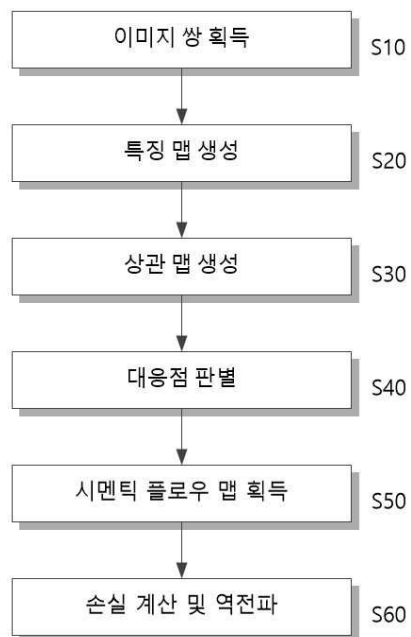 이미지 쌍 획득
S10
특징 맵 생성
S20
상관 맵 생성
S30
대응점 판별
S40
시멘틱 플로우 맵 획득
S50
손실 계산 및 역전파
S60